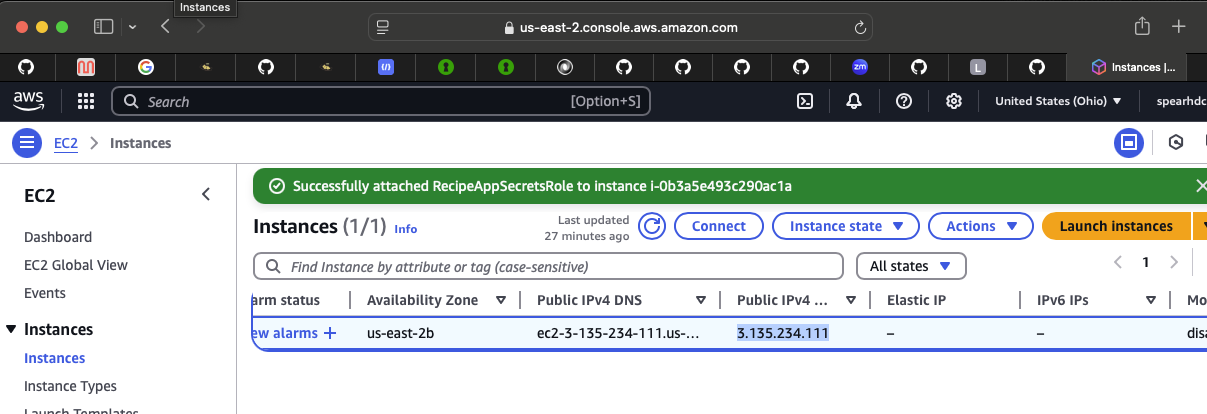 Instances
us-east-2.console.aws.amazon.com
zm
L
Instances |...
aws
Search
[Option+S]
United States (Ohio)
spearhdc
EC2
Instances
EC2
Dashboard
EC2 Global View
Events
Instances
Instances
Instance Types
Launch Templates
Successfully attached RecipeAppSecretsRole to instance i-0b3a5e493c290ac1a
Instances (1/1) Info
Last updated
27 minutes ago
Connect
Instance state
Actions
Launch instances
Find Instance by attribute or tag (case-sensitive)
All states
1
arm status
Availability Zone
Public IPv4 DNS
Public IPv4 ...
Elastic IP
IPv6 IPs
Mo
ew alarms +
us-east-2b
ec2-3-135-234-111.us-...
3.135.234.111
–
–
disa